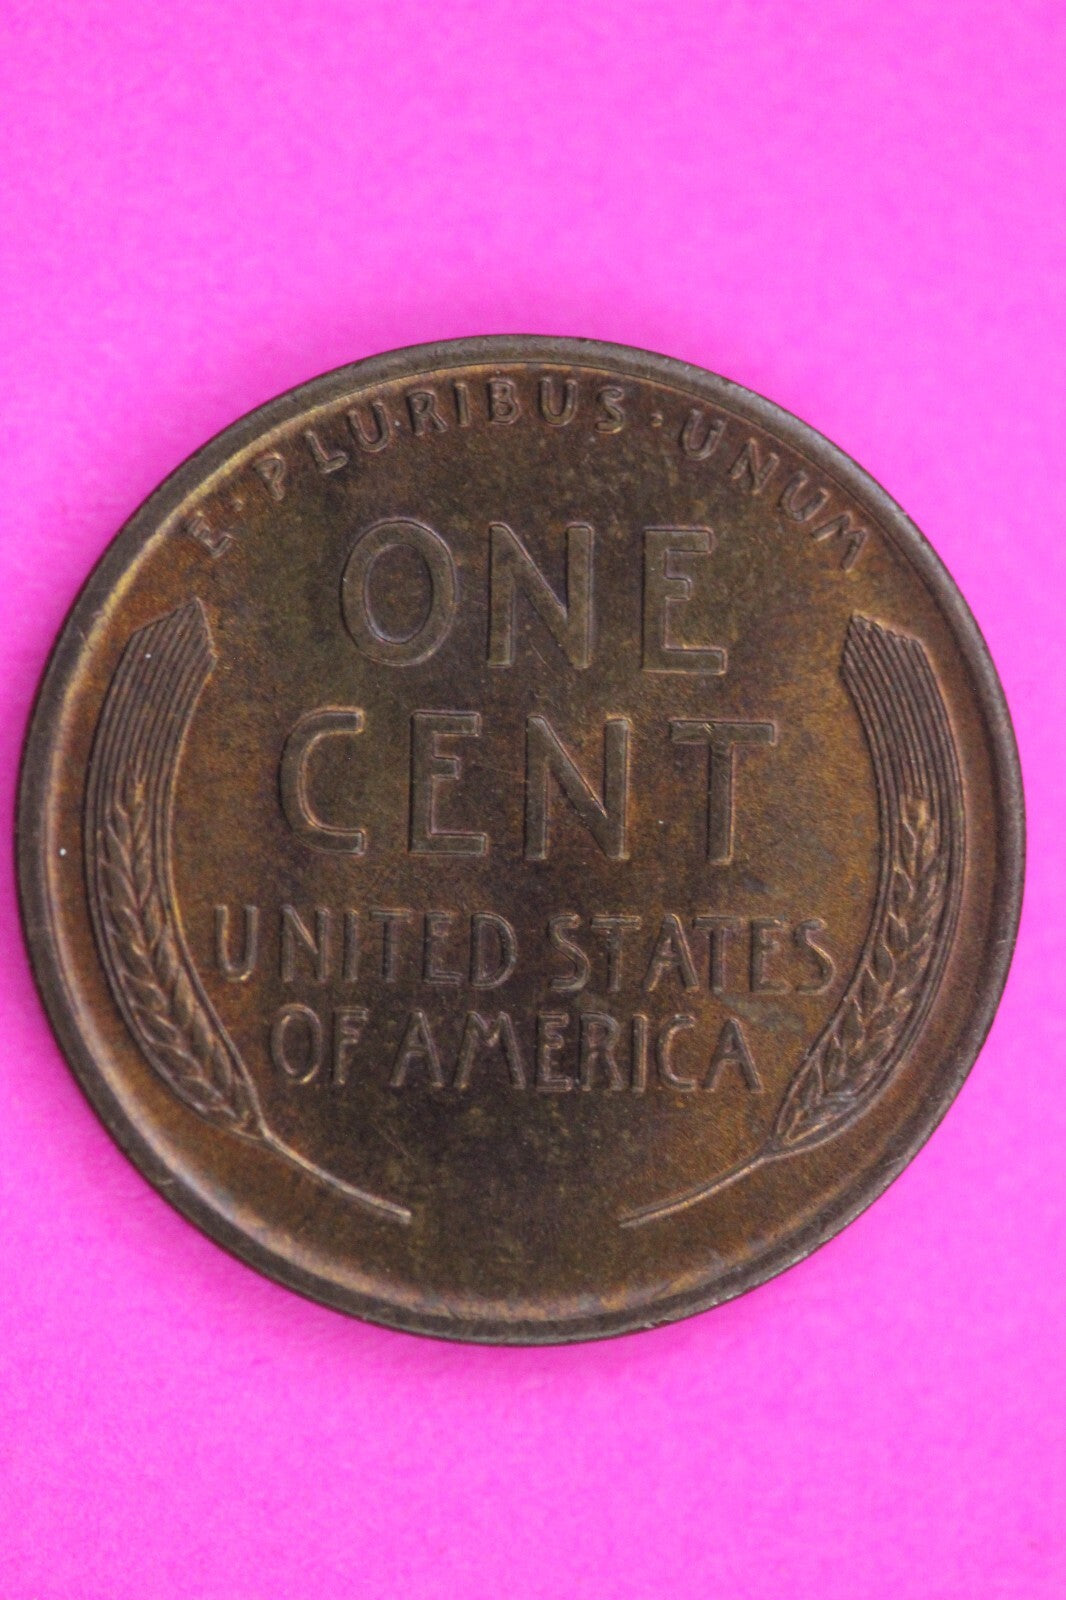 E·PLURIBUS·UNUM
ONE
CENT
UNITED STATES
OF AMERICA